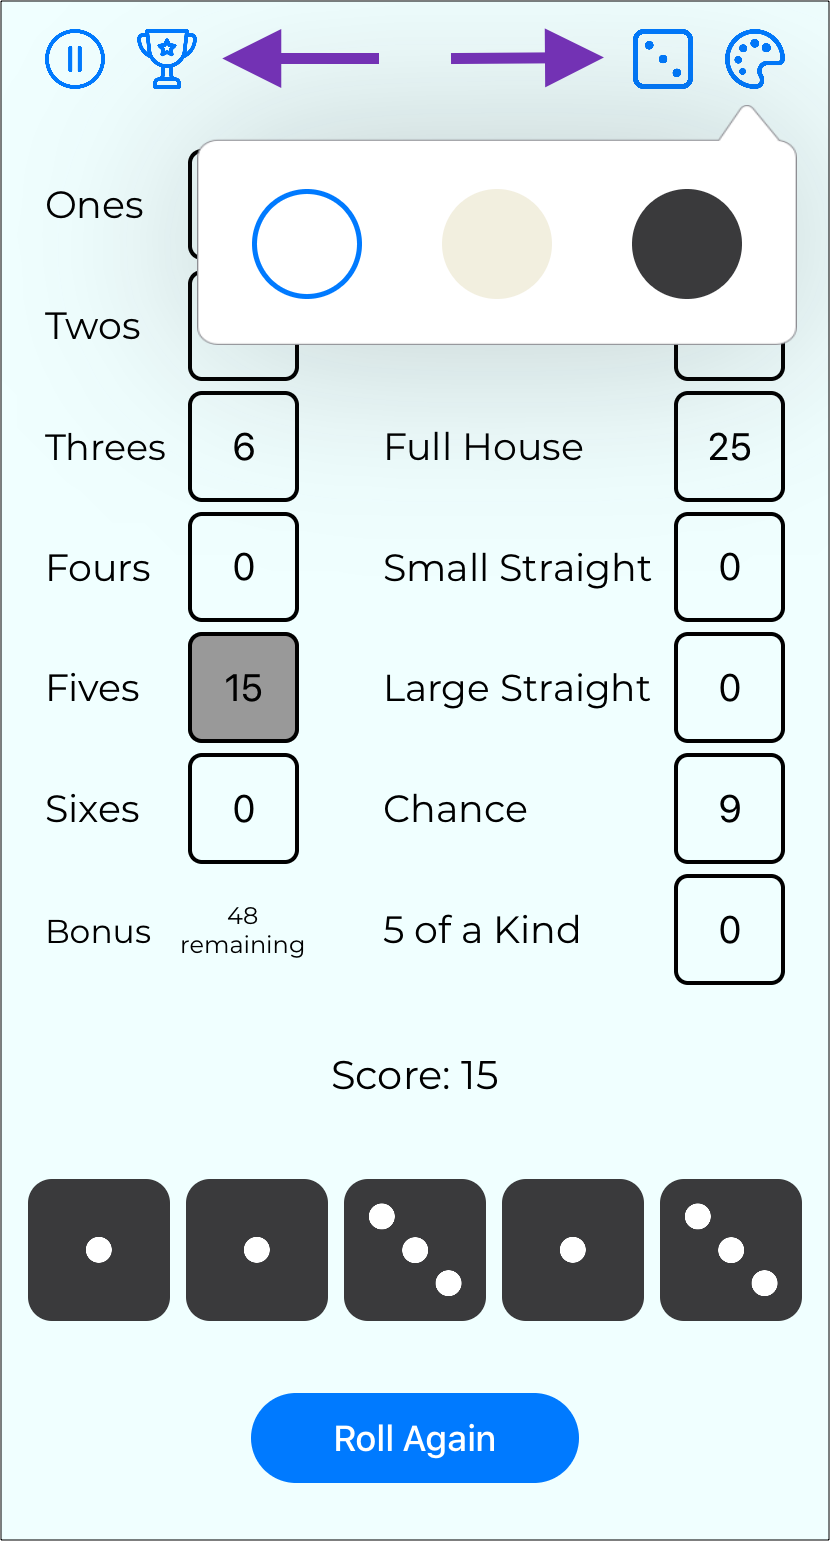 Ones
Twos
Threes 6 Full House 25
Fours 0 Small Straight 0
Fives 15 Large Straight 0
Sixes 0 Chance 9
Bonus 48 remaining 5 of a Kind 0
Score: 15
Roll Again